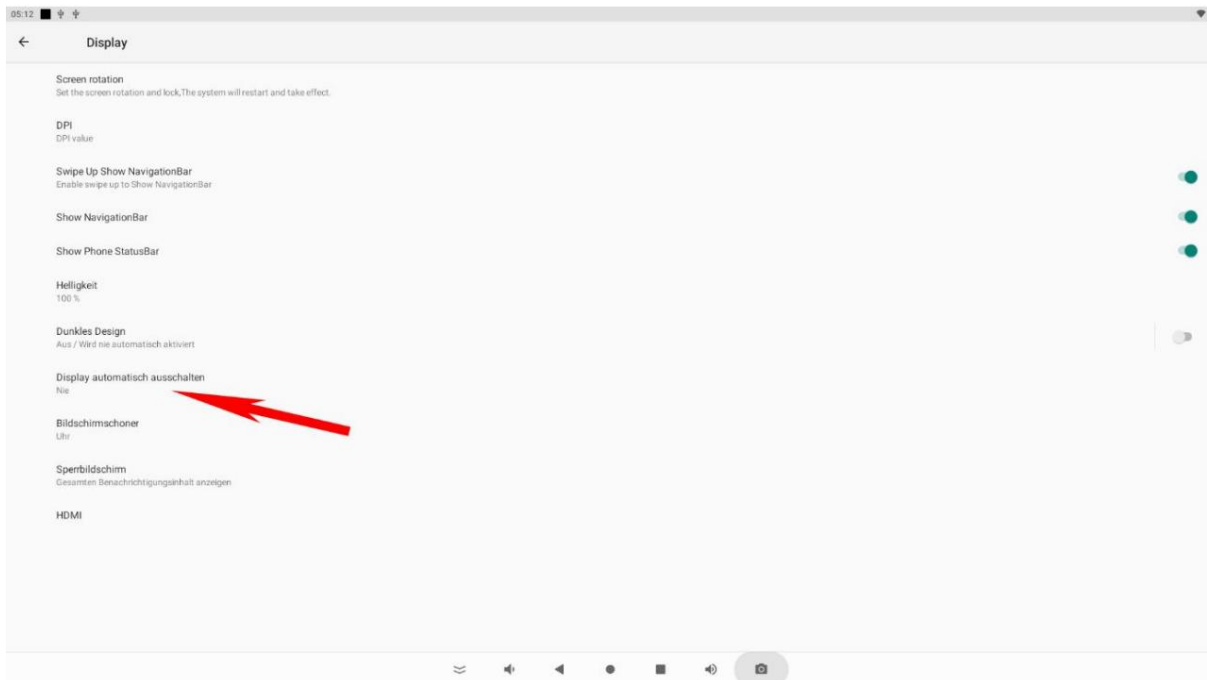 05:12
Display
Screen rotation
Set the screen rotation and lock,The system will restart and take effect.
DPI
DPI value
Swipe Up Show NavigationBar
Enable swipe up to Show NavigationBar
Show NavigationBar
Show Phone StatusBar
Helligkeit
100 %
Dunkles Design
Aus / Wird nie automatisch aktiviert
Display automatisch ausschalten
Nie
Bildschirmschoner
Uhr
Sperrbildschirm
Gesamten Benachrichtigungsinhalt anzeigen
HDMI